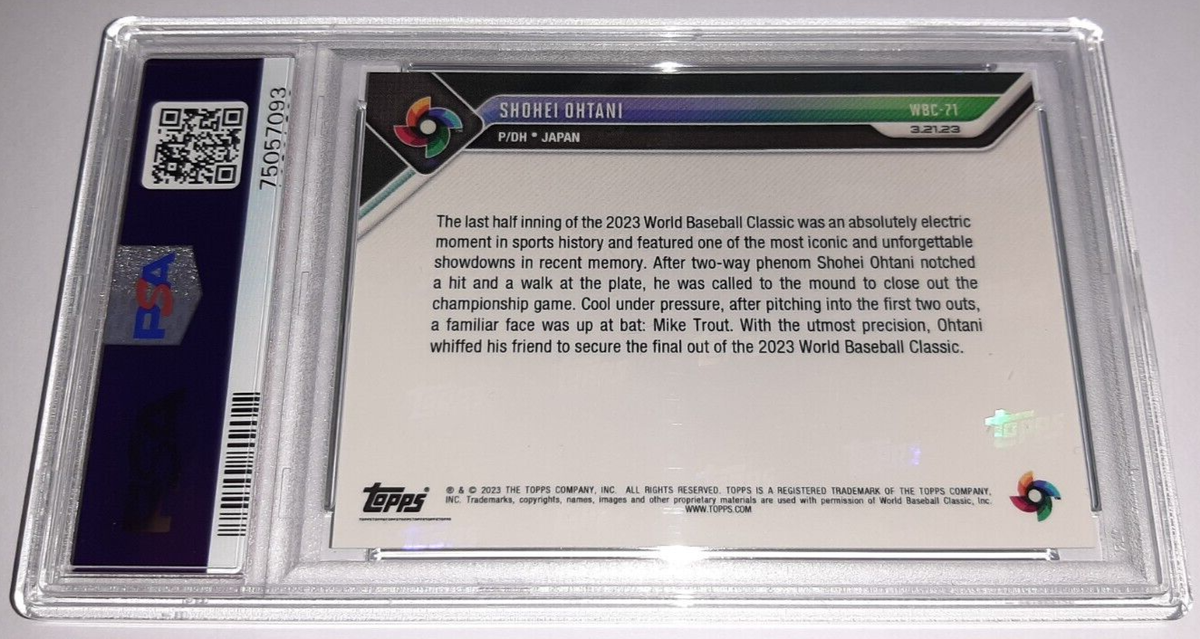 75057093
PSA
SHOHEI OHTANI
WBC-71
P/DH * JAPAN
3.21.23
The last half inning of the 2023 World Baseball Classic was an absolutely electric
moment in sports history and featured one of the most iconic and unforgettable
showdowns in recent memory. After two-way phenom Shohei Ohtani notched
a hit and a walk at the plate, he was called to the mound to close out the
championship game. Cool under pressure, after pitching into the first two outs,
a familiar face was up at bat: Mike Trout. With the utmost precision, Ohtani
whiffed his friend to secure the final out of the 2023 World Baseball Classic.
topps
topps®
® & © 2023 THE TOPPS COMPANY, INC. ALL RIGHTS RESERVED. TOPPS IS A REGISTERED TRADEMARK OF THE TOPPS COMPANY,
INC. Trademarks, copyrights, names, images and other proprietary materials are used with permission of World Baseball Classic, Inc.
WWW.TOPPS.COM